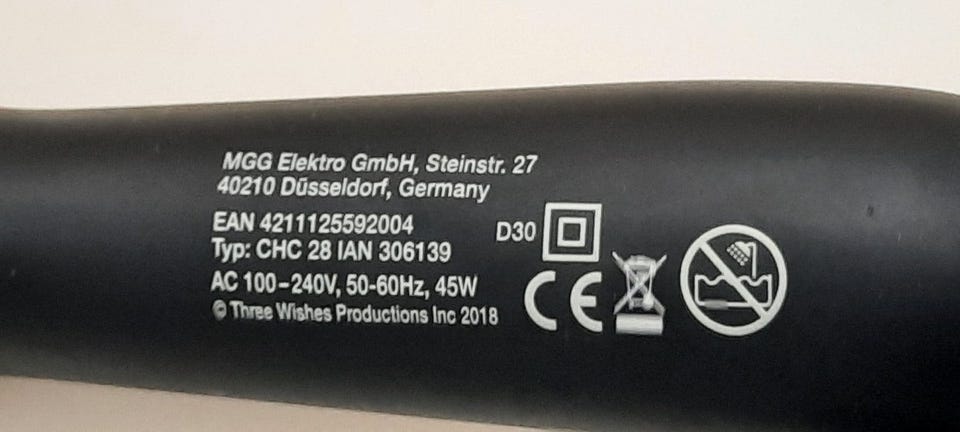 MGG Elektro GmbH, Steinstr. 27
40210 Düsseldorf, Germany
EAN 4211125592004
Typ: CHC 28 IAN 306139
D30
AC 100-240V, 50-60Hz, 45W
CE
© Three Wishes Productions Inc 2018